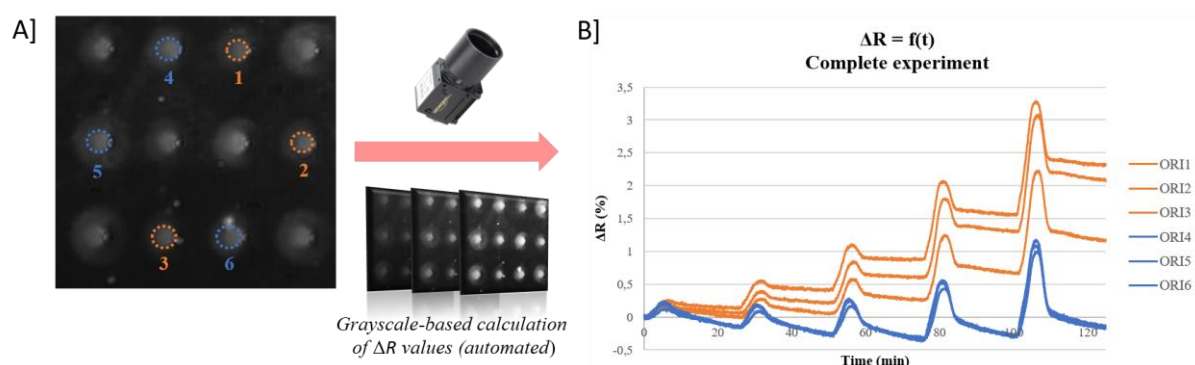 A]
4
1
5
2
3
6
Grayscale-based calculation
of ΔR values (automated)
B]
ΔR = f(t)
Complete experiment
ΔR (%)
3,5
3
2,5
2
1,5
1
0,5
0
-0,5
0
20
40
60
80
100
120
Time (min)
ORI1
ORI2
ORI3
ORI4
ORI5
ORI6